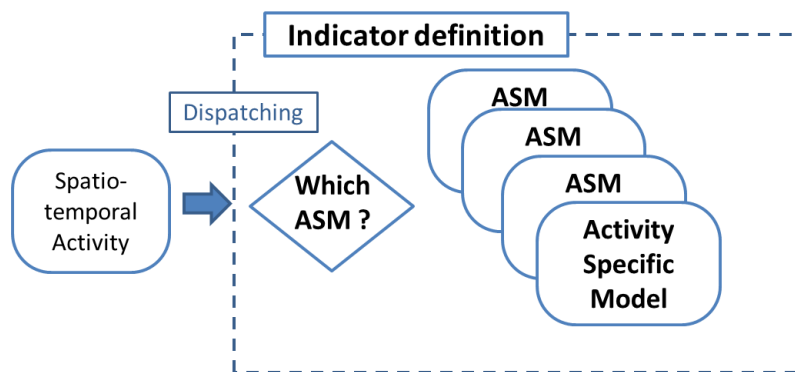 Indicator definition
Dispatching
Spatio-
temporal
Activity
Which
ASM ?
ASM
ASM
ASM
Activity
Specific
Model